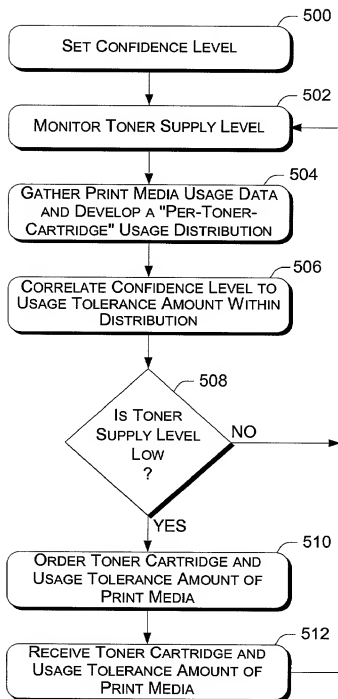 500
SET CONFIDENCE LEVEL
502
MONITOR TONER SUPPLY LEVEL
504
GATHER PRINT MEDIA USAGE DATA
AND DEVELOP A "PER-TONER-
CARTRIDGE" USAGE DISTRIBUTION
506
CORRELATE CONFIDENCE LEVEL TO
USAGE TOLERANCE AMOUNT WITHIN
DISTRIBUTION
508
IS TONER
SUPPLY LEVEL
LOW
?
NO
YES
510
ORDER TONER CARTRIDGE AND
USAGE TOLERANCE AMOUNT OF
PRINT MEDIA
512
RECEIVE TONER CARTRIDGE AND
USAGE TOLERANCE AMOUNT OF
PRINT MEDIA